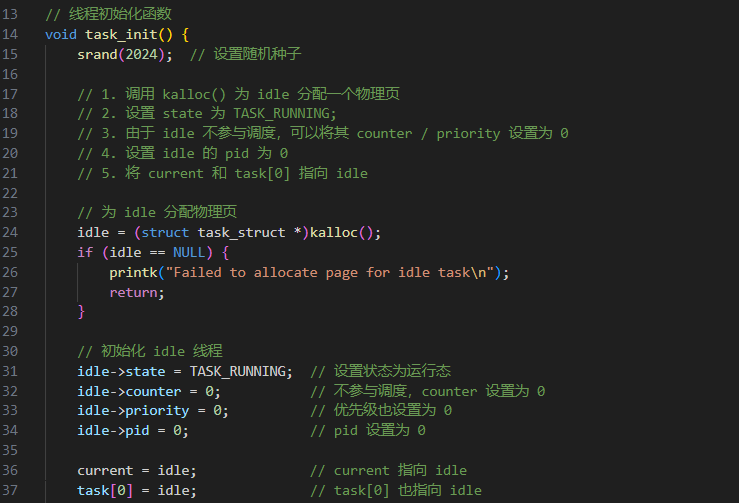 13 // 线程初始化函数
14 void task_init() {
15     srand(2024);  // 设置随机种子
16
17     // 1. 调用 kalloc() 为 idle 分配一个物理页
18     // 2. 设置 state 为 TASK_RUNNING;
19     // 3. 由于 idle 不参与调度，可以将其 counter / priority 设置为 0
20     // 4. 设置 idle 的 pid 为 0
21     // 5. 将 current 和 task[0] 指向 idle
22
23     // 为 idle 分配物理页
24     idle = (struct task_struct *)kalloc();
25     if (idle == NULL) {
26         printk("Failed to allocate page for idle task\n");
27         return;
28     }
29
30     // 初始化 idle 线程
31     idle->state = TASK_RUNNING;  // 设置状态为运行态
32     idle->counter = 0;           // 不参与调度，counter 设置为 0
33     idle->priority = 0;          // 优先级也设置为 0
34     idle->pid = 0;               // pid 设置为 0
35
36     current = idle;              // current 指向 idle
37     task[0] = idle;              // task[0] 也指向 idle